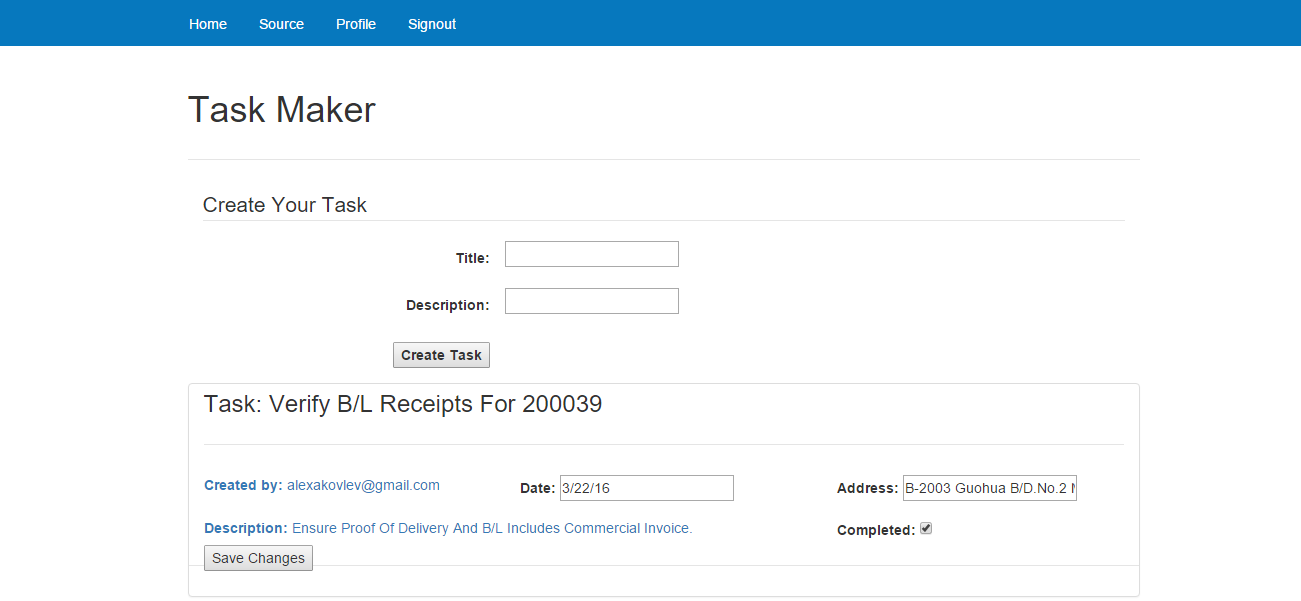 Home Source Profile Signout
Task Maker
Create Your Task
Title:
Description:
Create Task
Task: Verify B/L Receipts For 200039
Created by: alexakovlev@gmail.com Date: 3/22/16 Address: B-2003 Guohua B/D.No.2
Description: Ensure Proof Of Delivery And B/L Includes Commercial Invoice. Completed:
Save Changes